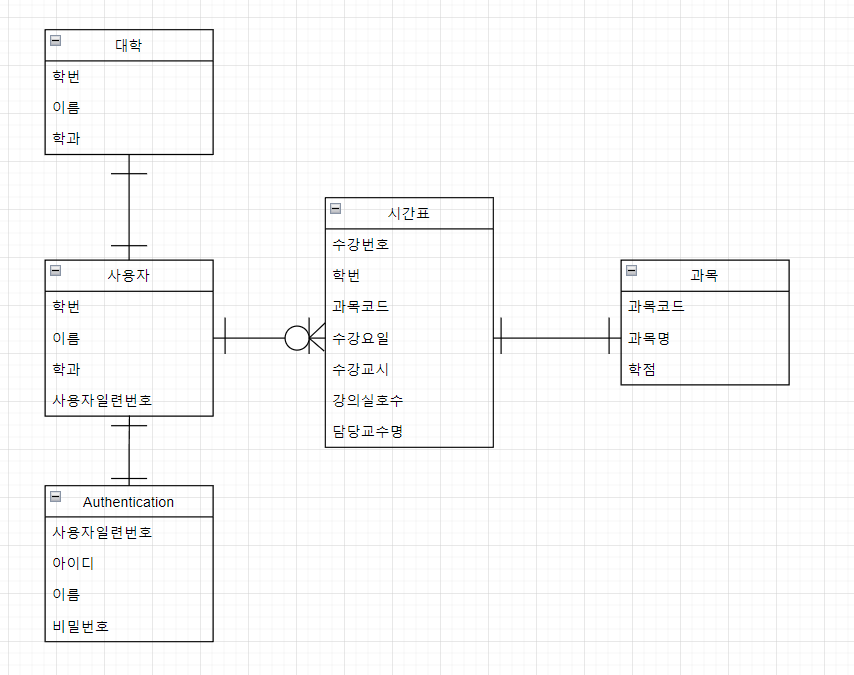 대학
학번
이름
학과
사용자
학번
이름
학과
사용자일련번호
Authentication
사용자일련번호
아이디
이름
비밀번호
시간표
수강번호
학번
과목코드
수강요일
수강교시
강의실호수
담당교수명
과목
과목코드
과목명
학점